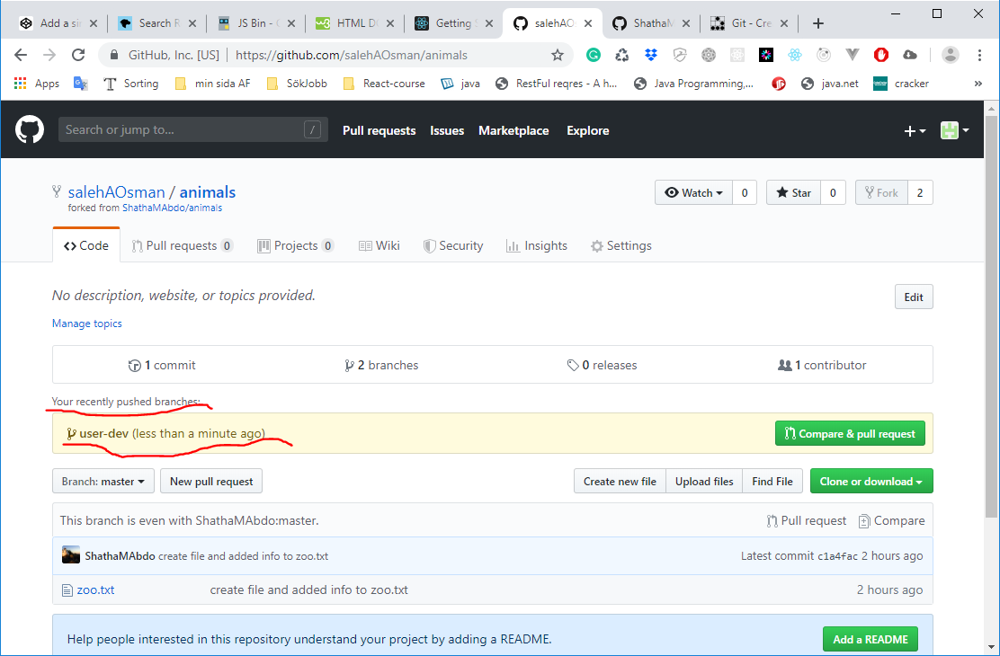 Add a sin
Search R
JS Bin - C
HTML D
Getting S
salehAOs
ShathaM
Git - Cre
GitHub, Inc. [US] | https://github.com/salehAOsman/animals
Apps Sorting min sida AF SökJobb React-course java RestFul reqres - A h... Java Programming,... java.net cracker »
Search or jump to... / Pull requests Issues Marketplace Explore
salehAOsman / animals Watch 0 Star 0 Fork 2
forked from ShathaMAbdo/animals
Code Pull requests 0 Projects 0 Wiki Security Insights Settings
No description, website, or topics provided. Edit
Manage topics
1 commit 2 branches 0 releases 1 contributor
Your recently pushed branches:
user-dev (less than a minute ago) Compare & pull request
Branch: master New pull request Create new file Upload files Find File Clone or download
This branch is even with ShathaMAbdo:master. Pull request Compare
ShathaMAbdo create file and added info to zoo.txt Latest commit c1a4fac 2 hours ago
zoo.txt create file and added info to zoo.txt 2 hours ago
Help people interested in this repository understand your project by adding a README. Add a README